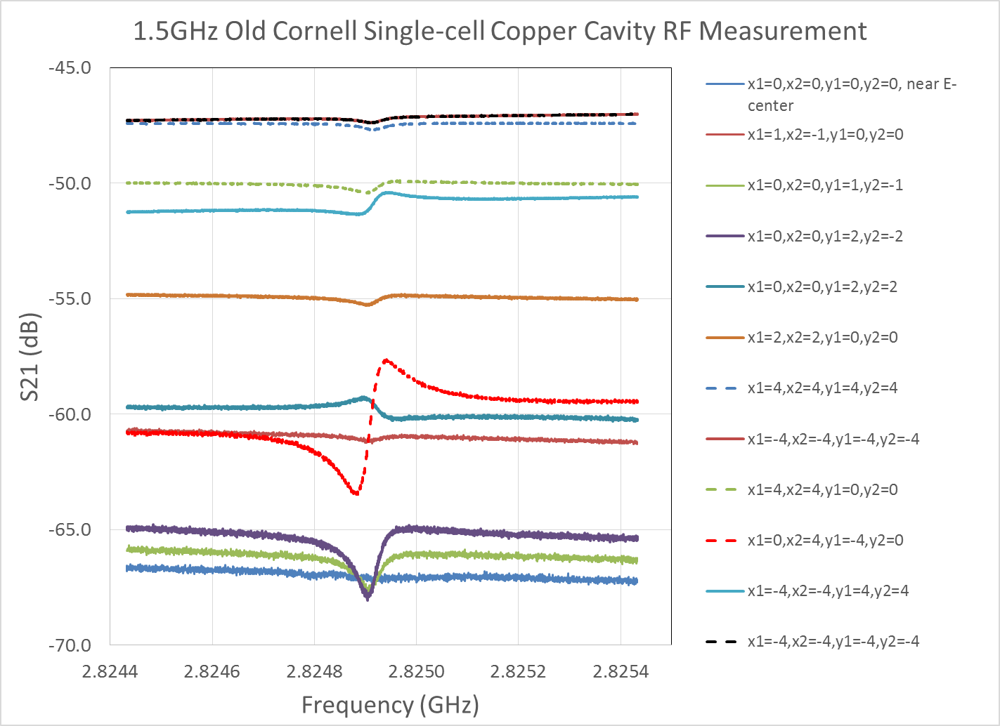 1.5GHz Old Cornell Single-cell Copper Cavity RF Measurement
-45.0
-50.0
-55.0
-60.0
-65.0
-70.0
S21 (dB)
2.8244
2.8246
2.8248
2.8250
2.8252
2.8254
Frequency (GHz)
x1=0,x2=0,y1=0,y2=0, near E-
center
x1=1,x2=-1,y1=0,y2=0
x1=0,x2=0,y1=1,y2=-1
x1=0,x2=0,y1=2,y2=-2
x1=0,x2=0,y1=2,y2=2
x1=2,x2=2,y1=0,y2=0
x1=4,x2=4,y1=4,y2=4
x1=-4,x2=-4,y1=-4,y2=-4
x1=4,x2=4,y1=0,y2=0
x1=0,x2=4,y1=-4,y2=0
x1=-4,x2=-4,y1=4,y2=4
x1=-4,x2=-4,y1=-4,y2=-4